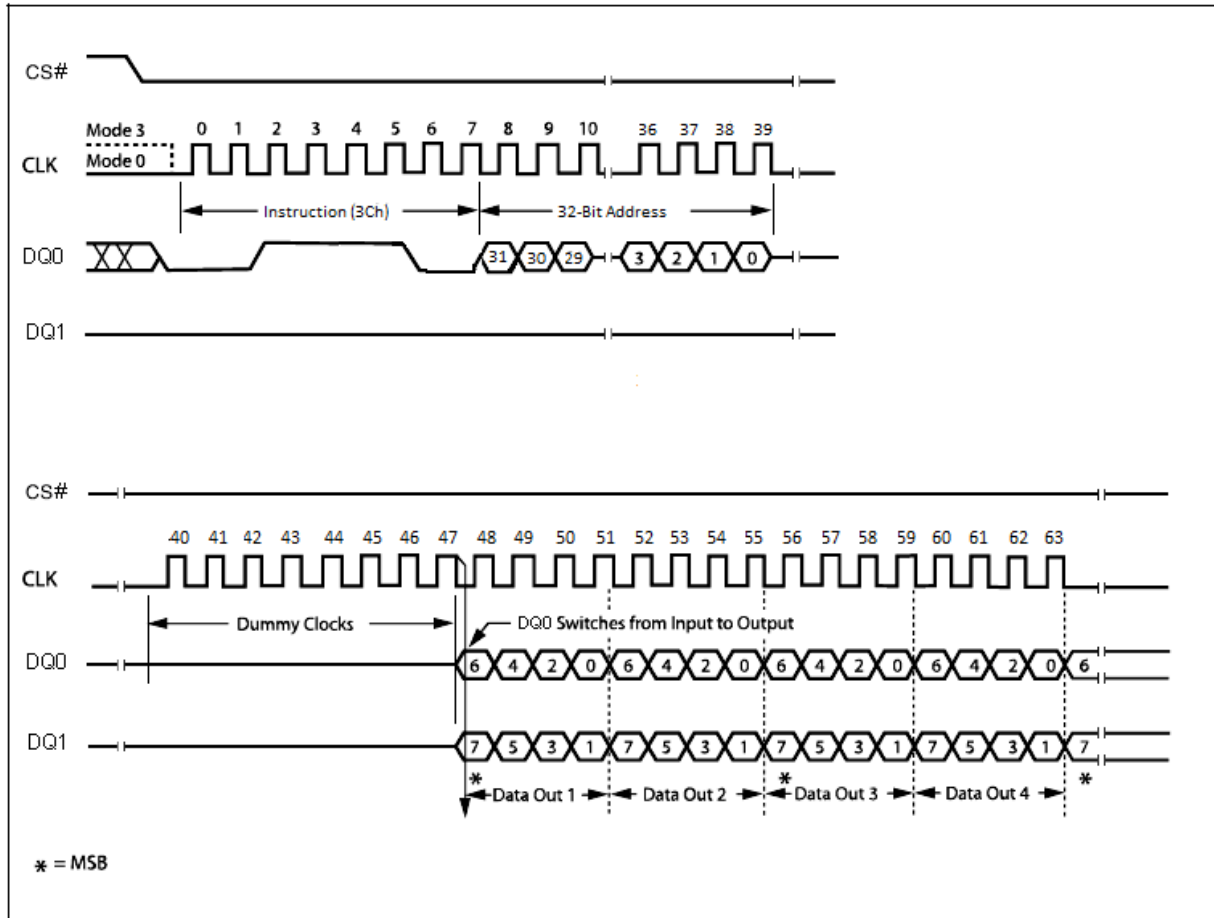 CS#
Mode 3 0 1 2 3 4 5 6 7 8 9 10 36 37 38 39
CLK Mode 0
Instruction (3Ch) 32-Bit Address
DQ0 31 30 29 3 2 1 0
DQ1
CS#
40 41 42 43 44 45 46 47 48 49 50 51 52 53 54 55 56 57 58 59 60 61 62 63
CLK
Dummy Clocks DQ0 Switches from Input to Output
DQ0 6 4 2 0 6 4 2 0 6 4 2 0 6 4 2 0 6
DQ1 7 5 3 1 7 5 3 1 7 5 3 1 7 5 3 1 7
* * *
Data Out 1 Data Out 2 Data Out 3 Data Out 4
* = MSB